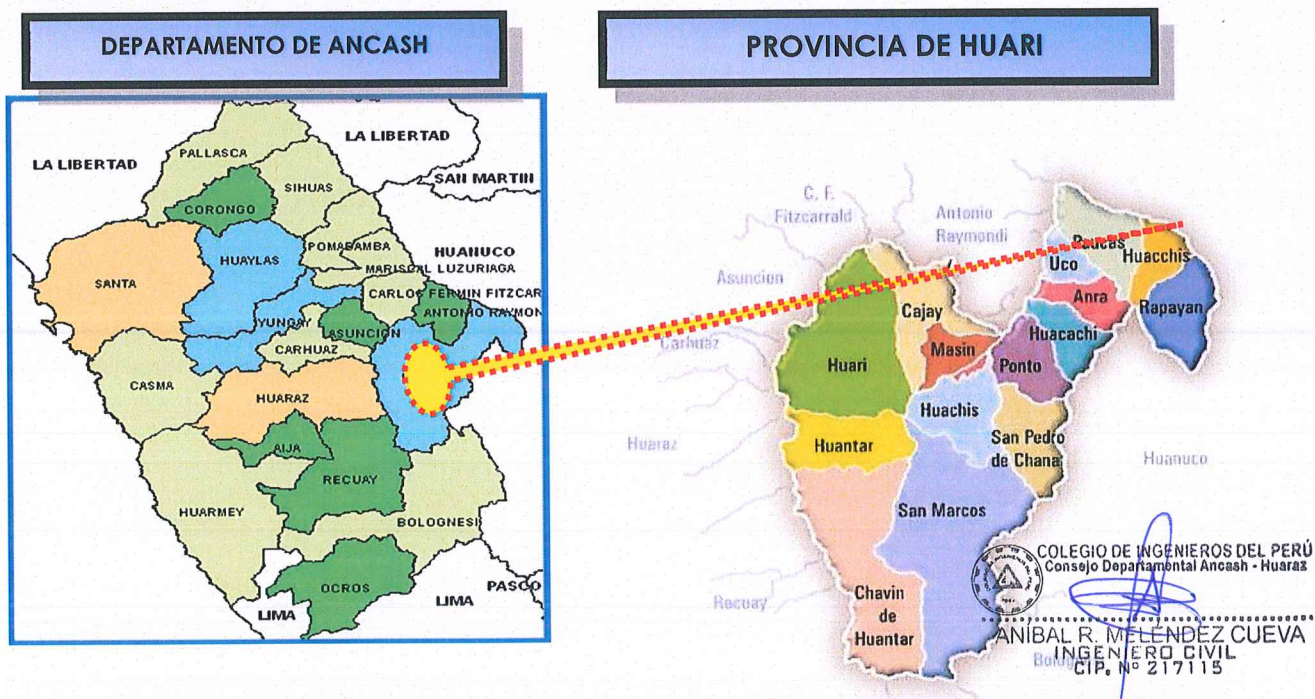 DEPARTAMENTO DE ANCASH
PROVINCIA DE HUARI
LA LIBERTAD
LA LIBERTAD
PALLASCA
SAN MARTIN
SIHUAS
CORONGO
HUANUCO
POMABAMBA
HUAYLAS
MARISCAL LUZURIAGA
SANTA
CARLOS FERMIN FITZCAR
ANTONIO RAYMON
YUNGAY
ASUNCION
CARHUAZ
CASMA
HUARAZ
AIJA
RECUAY
HUARMEY
BOLOGNESI
OCROS
PASCO
LIMA
LIMA
C. F.
Fitzcarrald
Antonio
Raymondi
Asuncion
Carhuaz
Huaraz
Recuay
Huanuco
Paucas
Huacchis
Uco
Anra
Rapayan
Cajay
Huacachi
Masin
Ponto
Huari
Huachis
Huantar
San Pedro
de Chana
San Marcos
Chavin
de
Huantar
COLEGIO DE INGENIEROS DEL PERÚ
Consejo Departamental Ancash - Huaraz
ANÍBAL R. MELÉNDEZ CUEVA
INGENIERO CIVIL
CIP. Nº 217115